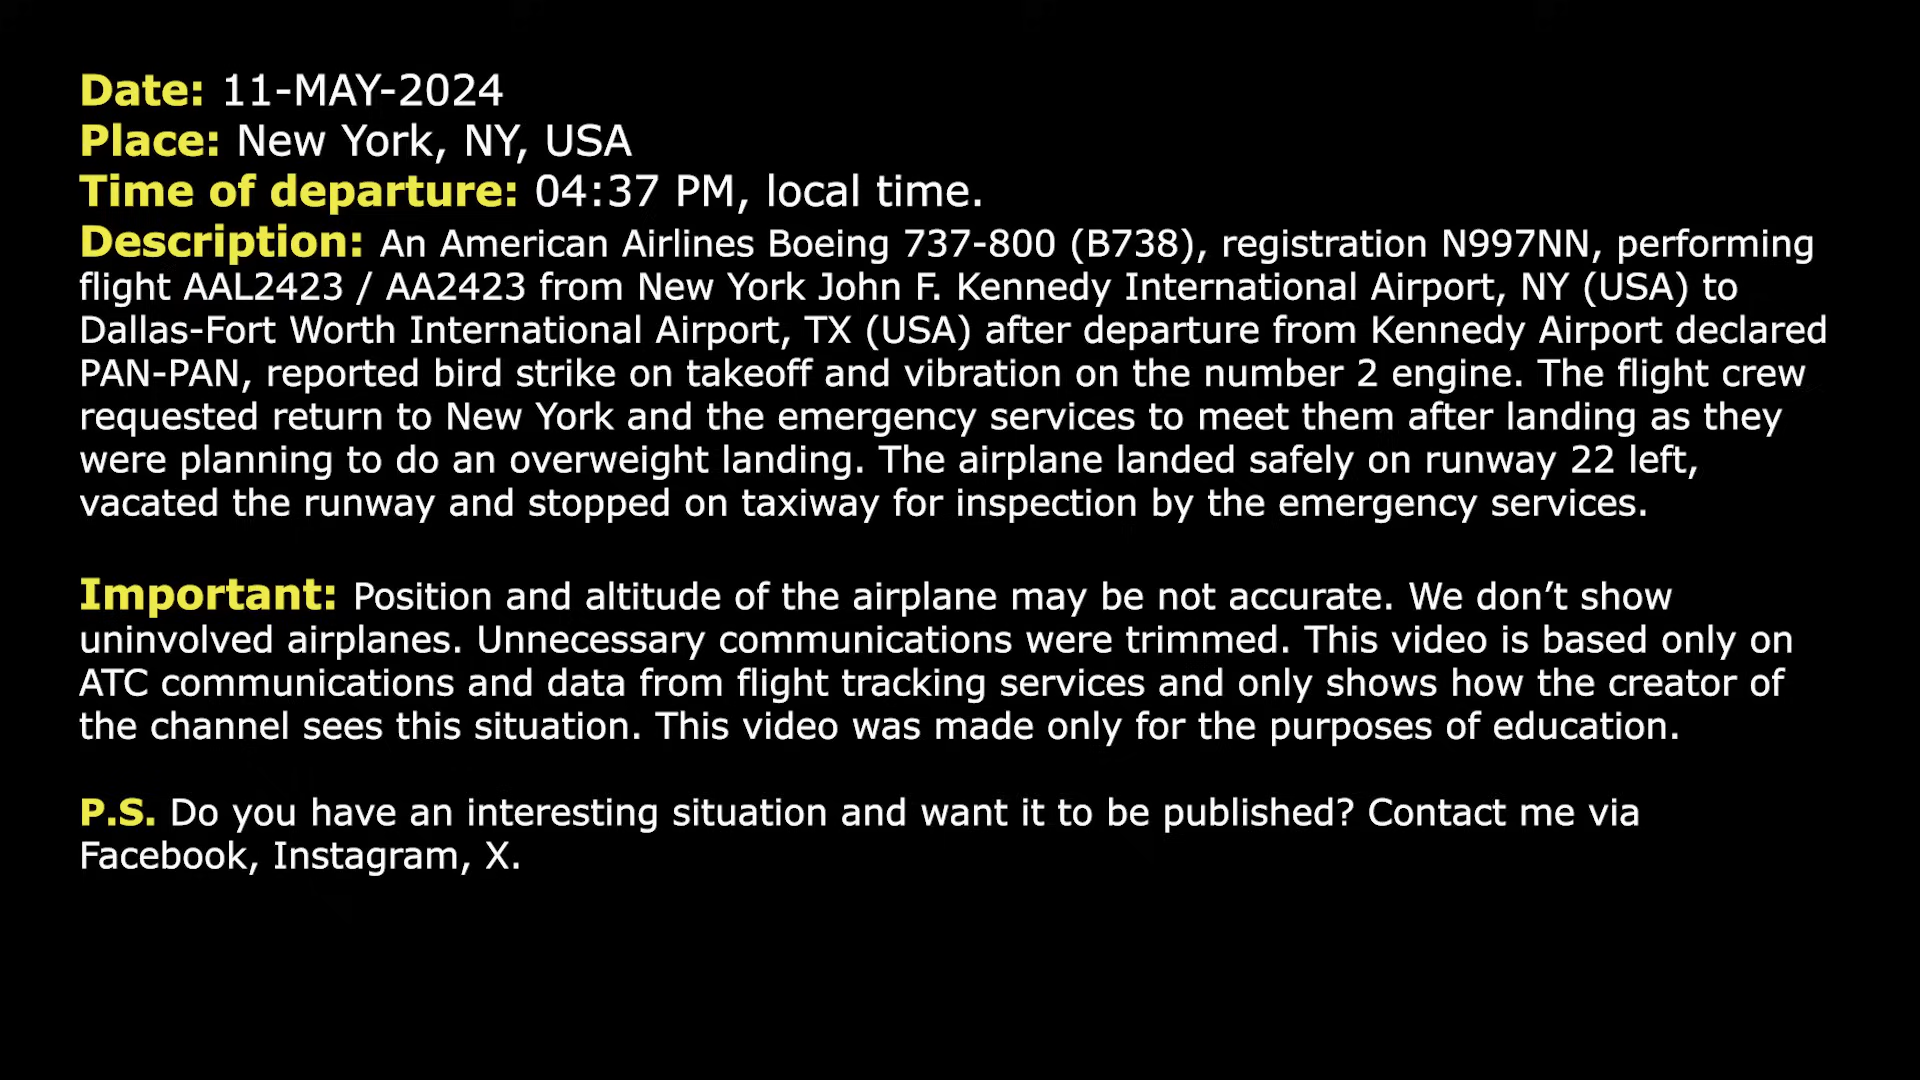 Date: 11-MAY-2024
Place: New York, NY, USA
Time of departure: 04:37 PM, local time.
Description: An American Airlines Boeing 737-800 (B738), registration N997NN, performing
flight AAL2423 / AA2423 from New York John F. Kennedy International Airport, NY (USA) to
Dallas-Fort Worth International Airport, TX (USA) after departure from Kennedy Airport declared
PAN-PAN, reported bird strike on takeoff and vibration on the number 2 engine. The flight crew
requested return to New York and the emergency services to meet them after landing as they
were planning to do an overweight landing. The airplane landed safely on runway 22 left,
vacated the runway and stopped on taxiway for inspection by the emergency services.
Important: Position and altitude of the airplane may be not accurate. We don’t show
uninvolved airplanes. Unnecessary communications were trimmed. This video is based only on
ATC communications and data from flight tracking services and only shows how the creator of
the channel sees this situation. This video was made only for the purposes of education.
P.S. Do you have an interesting situation and want it to be published? Contact me via
Facebook, Instagram, X.